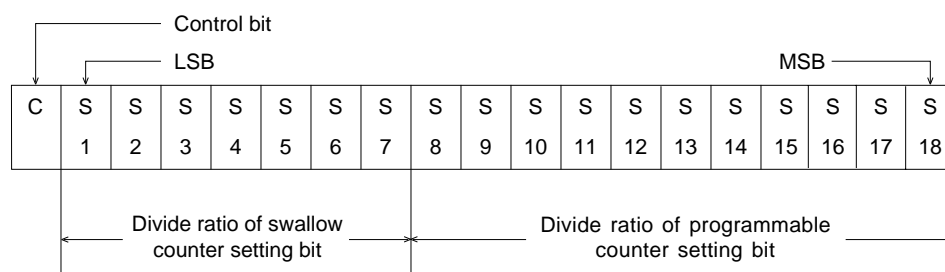 Control bit
LSB MSB
C S S S S S S S S S S S S S S S S S S
1 2 3 4 5 6 7 8 9 10 11 12 13 14 15 16 17 18
Divide ratio of swallow
counter setting bit
Divide ratio of programmable
counter setting bit